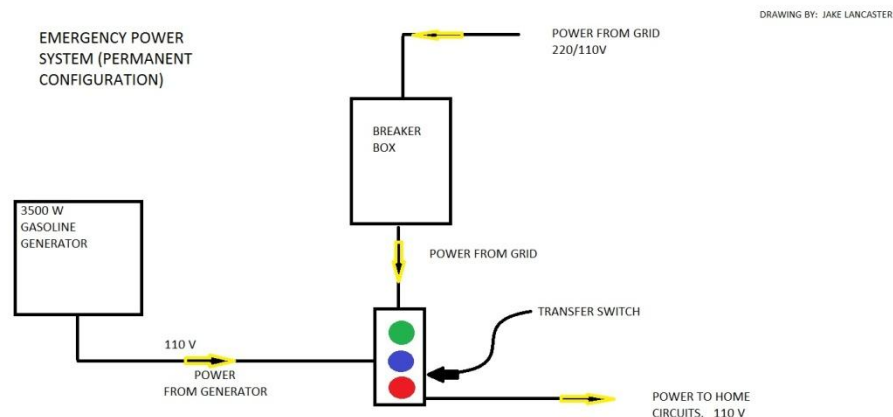 DRAWING BY: JAKE LANCASTER
EMERGENCY POWER
SYSTEM (PERMANENT
CONFIGURATION)
POWER FROM GRID
220/110V
BREAKER
BOX
3500 W
GASOLINE
GENERATOR
POWER FROM GRID
TRANSFER SWITCH
110 V
POWER
FROM GENERATOR
POWER TO HOME
CIRCUITS. 110 V